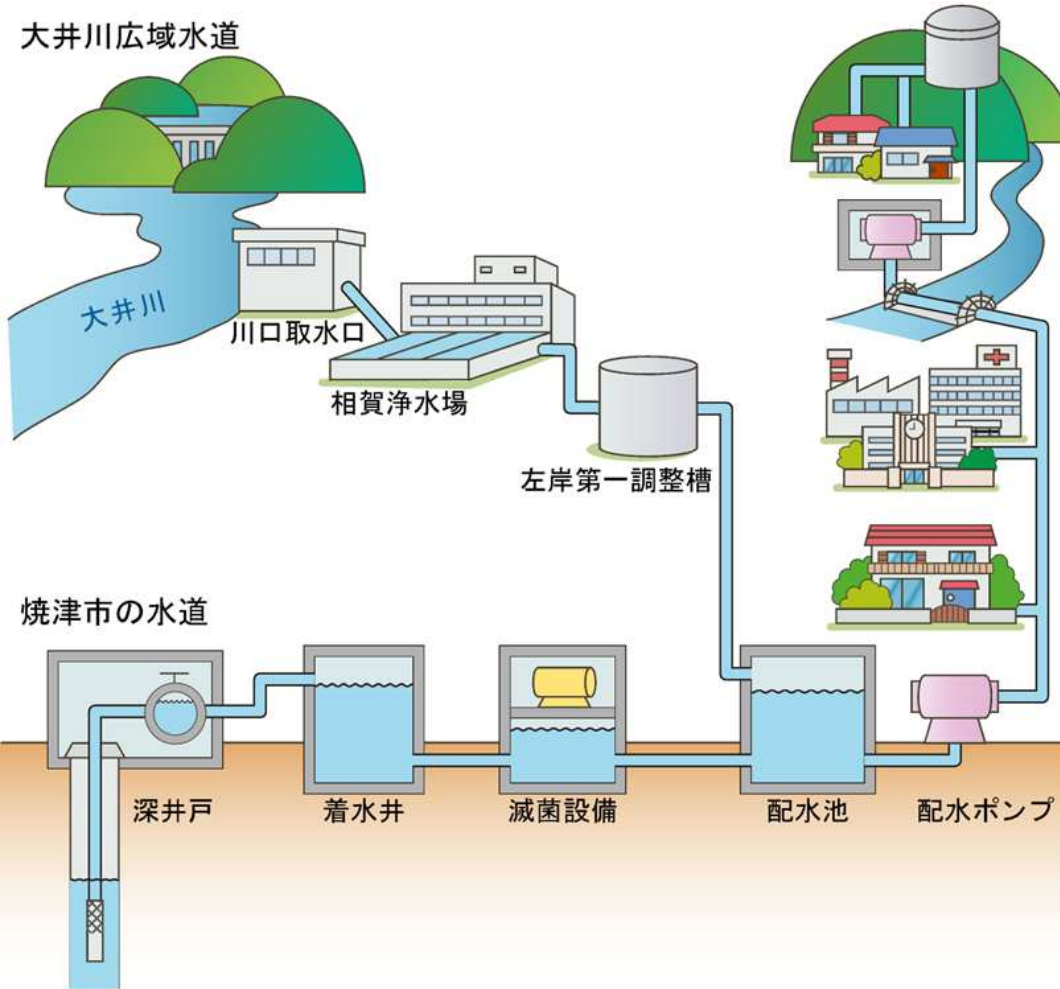 大井川広域水道
大井川
川口取水口
相賀浄水場
左岸第一調整槽
焼津市の水道
深井戸
着水井
滅菌設備
配水池
配水ポンプ